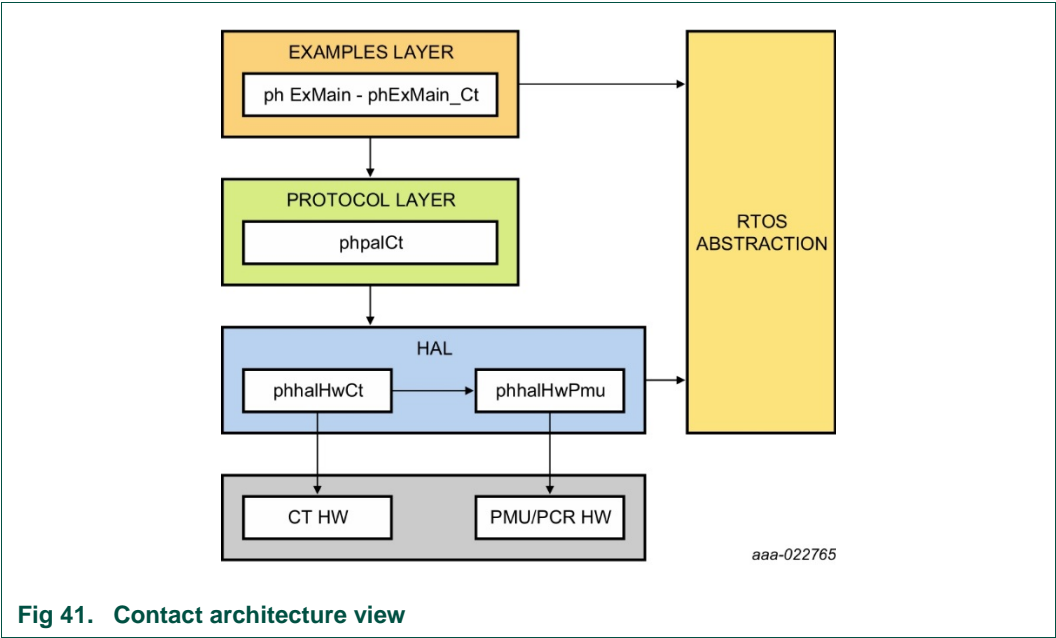 EXAMPLES LAYER
ph ExMain - phExMain_Ct
PROTOCOL LAYER
phpalCt
RTOS
ABSTRACTION
HAL
phhalHwCt
phhalHwPmu
CT HW
PMU/PCR HW
aaa-022765
Fig 41. Contact architecture view